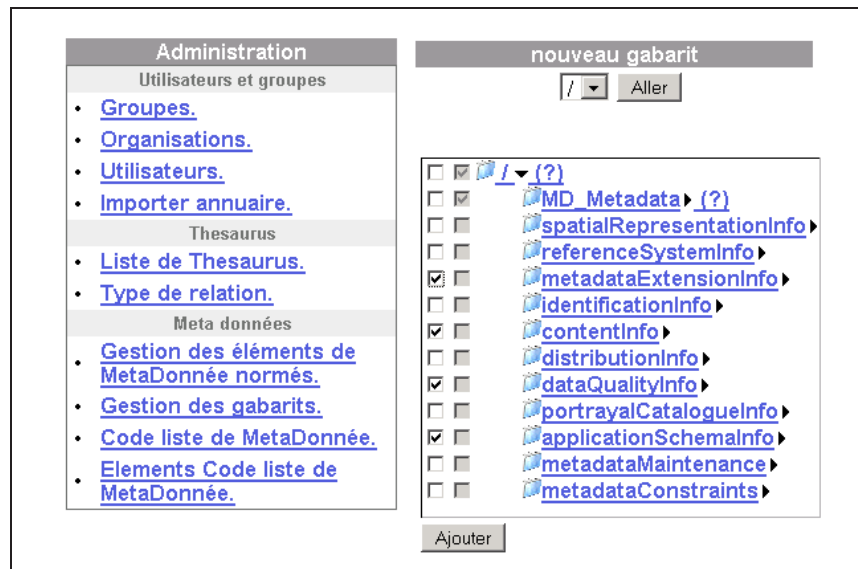 Administration
Utilisateurs et groupes
• Groupes.
• Organisations.
• Utilisateurs.
• Importer annuaire.
Thesaurus
• Liste de Thesaurus.
• Type de relation.
Meta données
• Gestion des éléments de
MetaDonnée normés.
• Gestion des gabarits.
• Code liste de MetaDonnée.
• Elements Code liste de
MetaDonnée.
nouveau gabarit
/ Aller
/ (?)
MD_Metadata (?)
spatialRepresentationInfo
referenceSystemInfo
metadataExtensionInfo
identificationInfo
contentInfo
distributionInfo
dataQualityInfo
portrayalCatalogueInfo
applicationSchemaInfo
metadataMaintenance
metadataConstraints
Ajouter